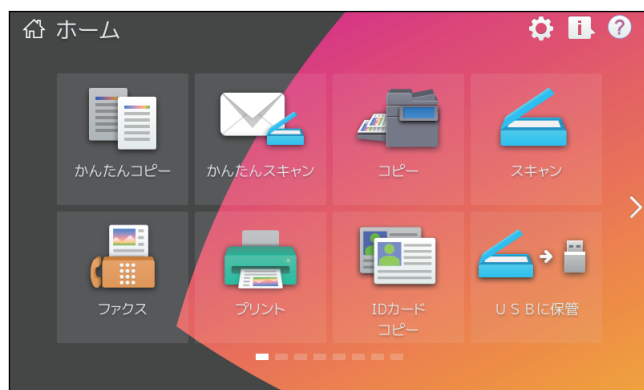 ホーム
かんたんコピー
かんたんスキャン
コピー
スキャン
ファクス
プリント
IDカード
コピー
ＵＳＢに保管